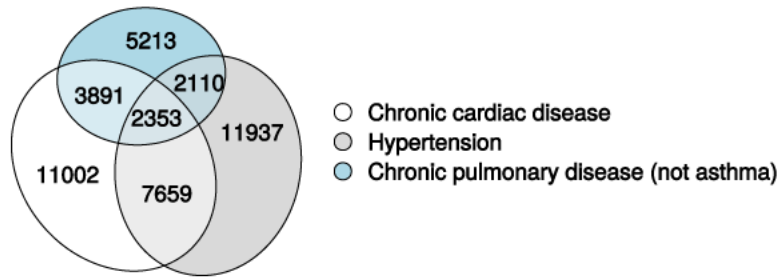 5213
3891
2110
2353
11937
11002
7659
Chronic cardiac disease
Hypertension
Chronic pulmonary disease (not asthma)